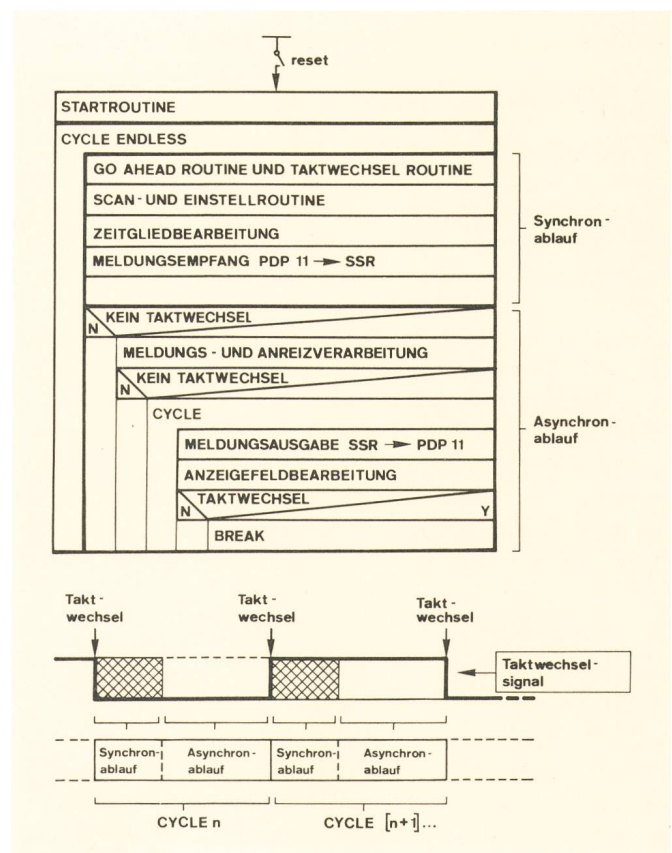 reset
STARTROUTINE
CYCLE ENDLESS
GO AHEAD ROUTINE UND TAKTWECHSEL ROUTINE
SCAN- UND EINSTELLROUTINE
ZEITGLIEDBEARBEITUNG
MELDUNGSEMPFANG PDP 11 → SSR
Synchron-
ablauf
KEIN TAKTWECHSEL
N
MELDUNGS- UND ANREIZVERARBEITUNG
KEIN TAKTWECHSEL
N
CYCLE
MELDUNGSAUSGABE SSR → PDP 11
ANZEIGEFELDBEARBEITUNG
TAKTWECHSEL
N Y
BREAK
Asynchron-
ablauf
Takt-
wechsel
Takt-
wechsel
Takt-
wechsel
Taktwechsel-
signal
Synchron-
ablauf
Asynchron-
ablauf
Synchron-
ablauf
Asynchron-
ablauf
CYCLE n
CYCLE [n+1]...